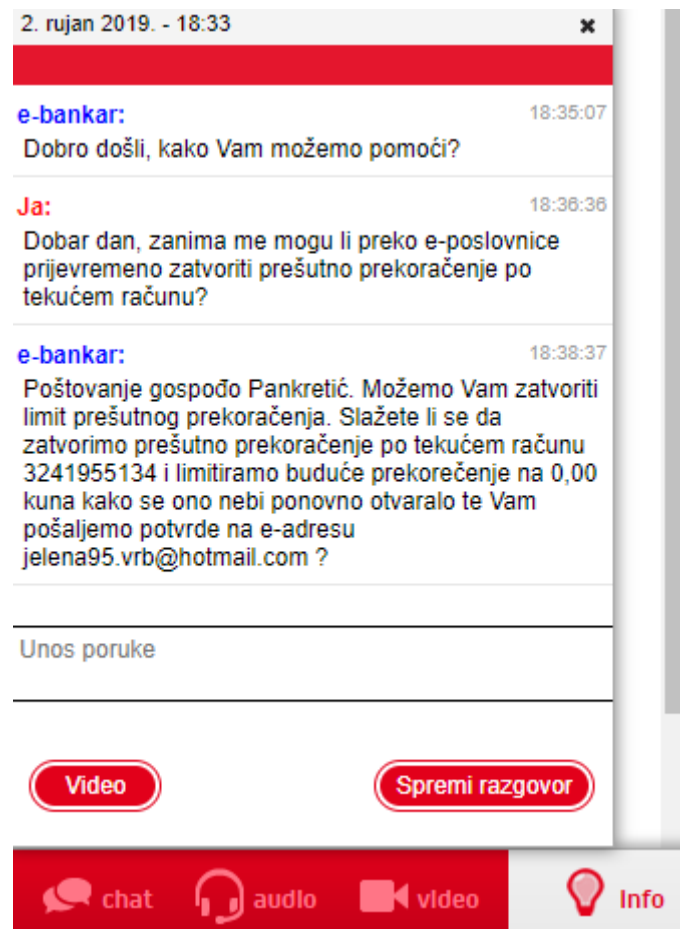 2. rujan 2019. - 18:33
e-bankar: 18:35:07
Dobro došli, kako Vam možemo pomoći?
Ja: 18:36:36
Dobar dan, zanima me mogu li preko e-poslovnice
prijevremeno zatvoriti prešutno prekoračenje po
tekućem računu?
e-bankar: 18:38:37
Poštovanje gospođo Pankretić. Možemo Vam zatvoriti
limit prešutnog prekoračenja. Slažete li se da
zatvorimo prešutno prekoračenje po tekućem računu
3241955134 i limitiramo buduće prekorečenje na 0,00
kuna kako se ono nebi ponovno otvaralo te Vam
pošaljemo potvrde na e-adresu
jelena95.vrb@hotmail.com ?
Unos poruke
Video Spremi razgovor
chat audio video Info